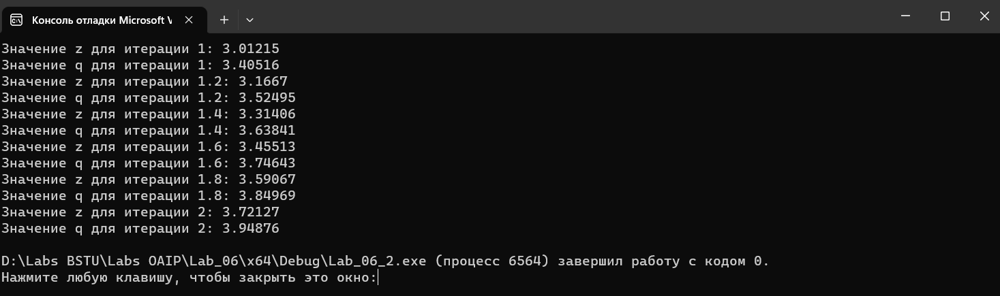 Консоль отладки Microsoft V
Значение z для итерации 1: 3.01215
Значение q для итерации 1: 3.40516
Значение z для итерации 1.2: 3.1667
Значение q для итерации 1.2: 3.52495
Значение z для итерации 1.4: 3.31406
Значение q для итерации 1.4: 3.63841
Значение z для итерации 1.6: 3.45513
Значение q для итерации 1.6: 3.74643
Значение z для итерации 1.8: 3.59067
Значение q для итерации 1.8: 3.84969
Значение z для итерации 2: 3.72127
Значение q для итерации 2: 3.94876
D:\Labs BSTU\Labs OAIP\Lab_06\x64\Debug\Lab_06_2.exe (процесс 6564) завершил работу с кодом 0.
Нажмите любую клавишу, чтобы закрыть это окно: